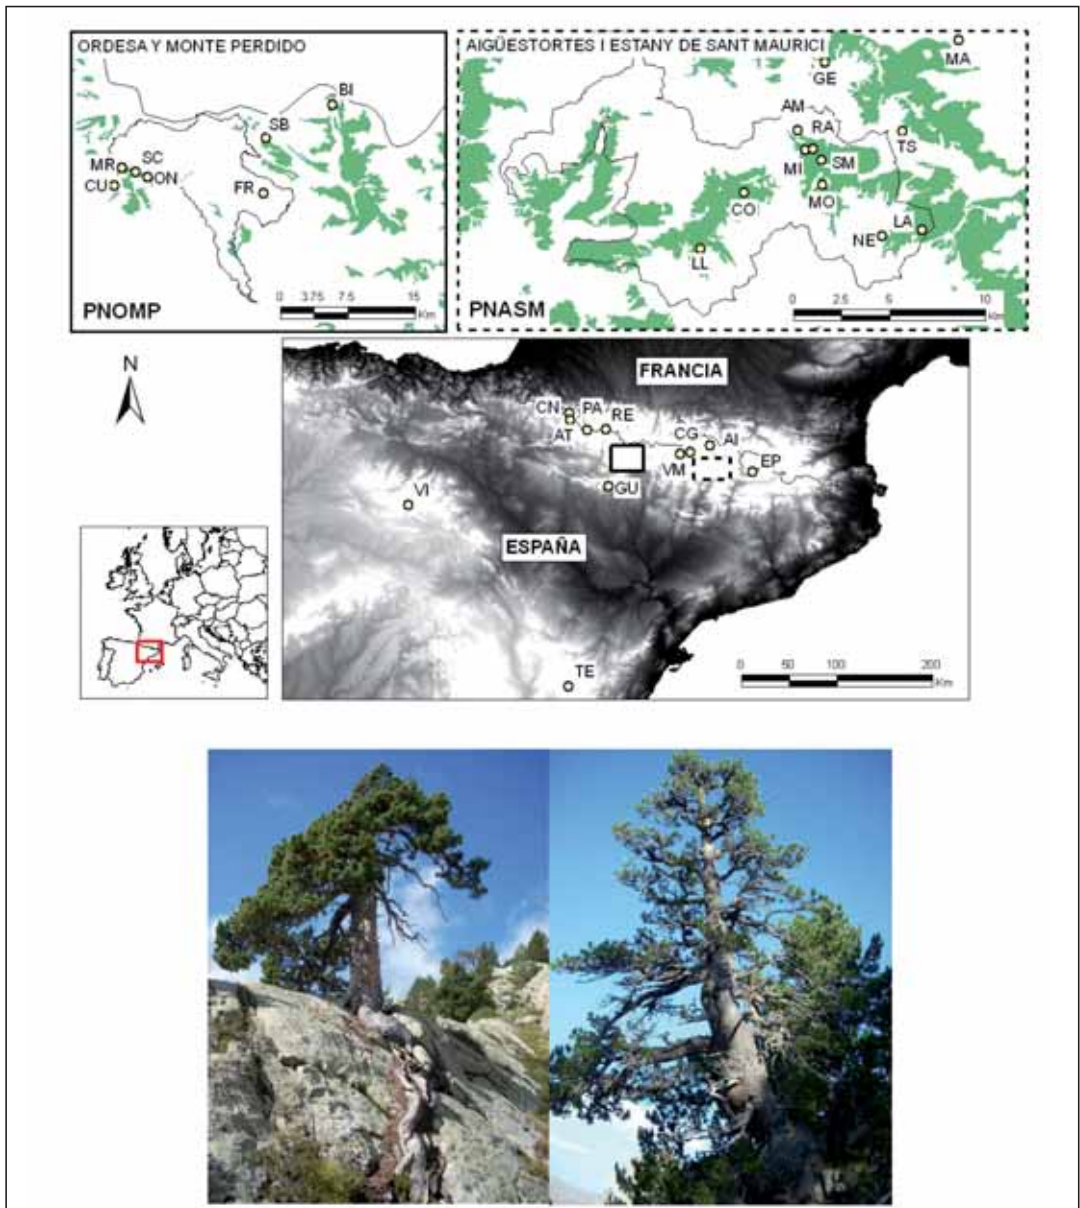 ORDESA Y MONTE PERDIDO
BI
SB
MR
SC
CU
ON
FR
0 3.75 7.5 15
Km
PNOMP
AIGÜESTORTES I ESTANY DE SANT MAURICI
MA
GE
AM
RA
TS
MI
SM
CO
MO
LA
NE
LL
0 2.5 5 10
Km
PNASM
N
FRANCIA
CN
PA
RE
AT
CG
AI
VM
EP
GU
VI
ESPAÑA
TE
0 50 100 200
Km